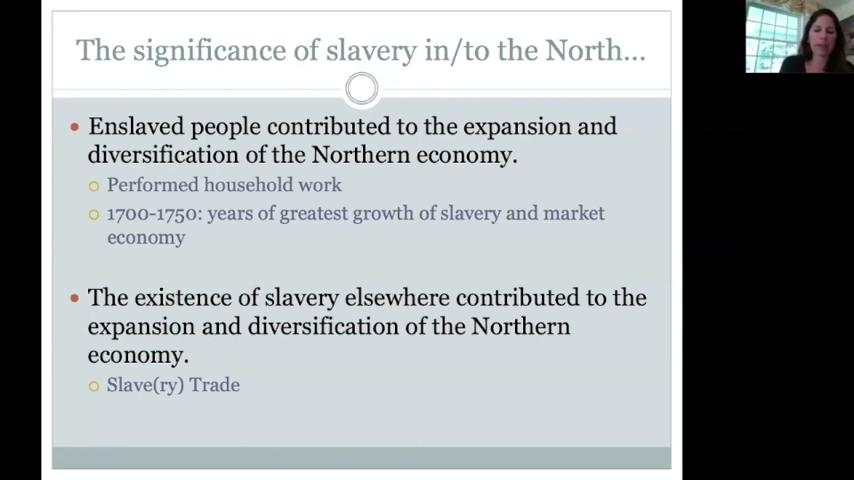 The significance of slavery in/to the North...
• Enslaved people contributed to the expansion and
diversification of the Northern economy.
○ Performed household work
○ 1700-1750: years of greatest growth of slavery and market
economy
• The existence of slavery elsewhere contributed to the
expansion and diversification of the Northern
economy.
○ Slave(ry) Trade